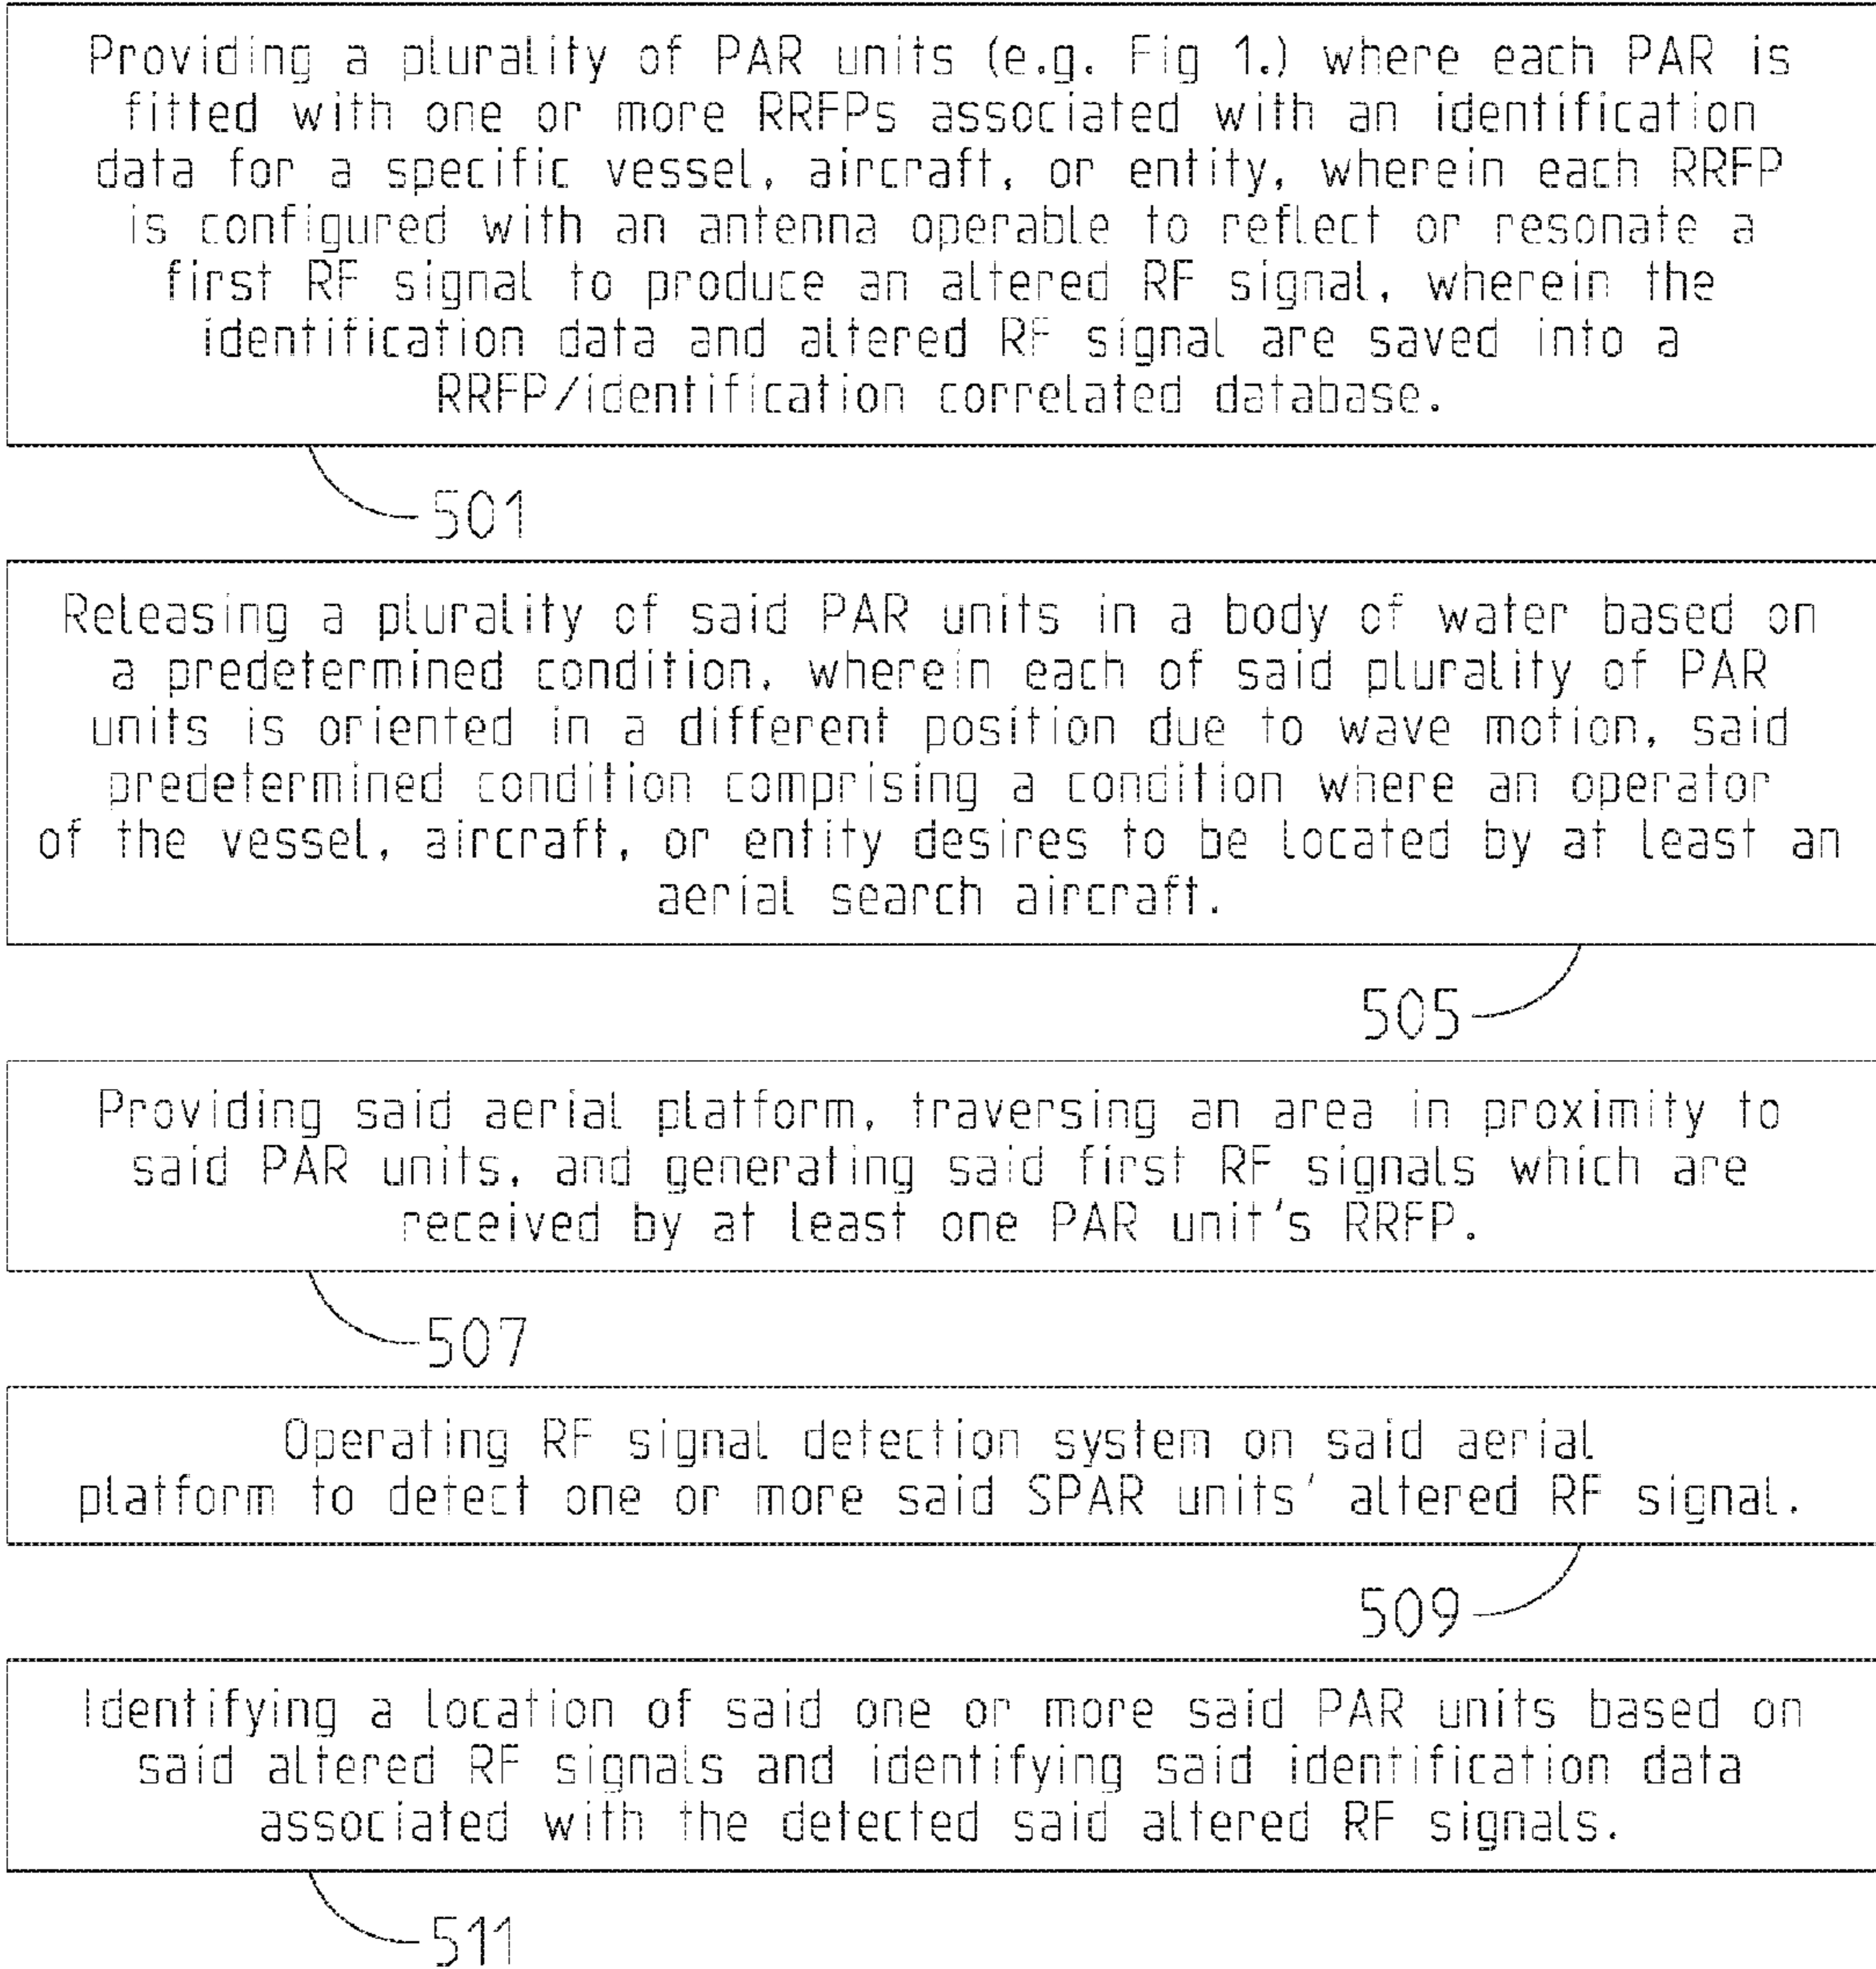 Providing a plurality of PAR units (e.g. Fig 1.) where each PAR is
fitted with one or more RRFPs associated with an identification
data for a specific vessel, aircraft, or entity, wherein each RRFP
is configured with an antenna operable to reflect or resonate a
first RF signal to produce an altered RF signal, wherein the
identification data and altered RF signal are saved into a
RRFP/identification correlated database.
501
Releasing a plurality of said PAR units in a body of water based on
a predetermined condition, wherein each of said plurality of PAR
units is oriented in a different position due to wave motion, said
predetermined condition comprising a condition where an operator
of the vessel, aircraft, or entity desires to be located by at least an
aerial search aircraft.
505
Providing said aerial platform, traversing an area in proximity to
said PAR units, and generating said first RF signals which are
received by at least one PAR unit's RRFP.
507
Operating RF signal detection system on said aerial
platform to detect one or more said SPAR units' altered RF signal.
509
Identifying a location of said one or more said PAR units based on
said altered RF signals and identifying said identification data
associated with the detected said altered RF signals.
511